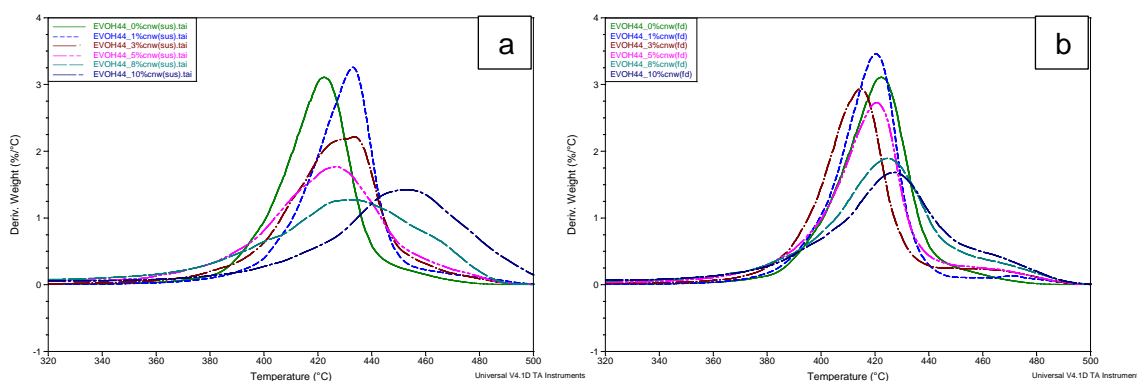 a
EVOH44_0%cnw(sus).tai
EVOH44_1%cnw(sus).tai
EVOH44_3%cnw(sus).tai
EVOH44_5%cnw(sus).tai
EVOH44_8%cnw(sus).tai
EVOH44_10%cnw(sus).tai
4
3
2
1
0
-1
Deriv. Weight (%/°C)
320 340 360 380 400 420 440 460 480 500
Temperature (°C)
Universal V4.1D TA Instruments
b
EVOH44_0%cnw(fd)
EVOH44_1%cnw(fd)
EVOH44_3%cnw(fd)
EVOH44_5%cnw(fd)
EVOH44_8%cnw(fd)
EVOH44_10%cnw(fd)
4
3
2
1
0
-1
Deriv. Weight (%/°C)
320 340 360 380 400 420 440 460 480 500
Temperature (°C)
Universal V4.1D TA Instruments